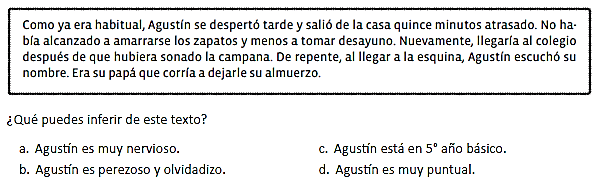 Como ya era habitual, Agustín se despertó tarde y salió de la casa quince minutos atrasado. No ha-
bía alcanzado a amarrarse los zapatos y menos a tomar desayuno. Nuevamente, llegaría al colegio
después de que hubiera sonado la campana. De repente, al llegar a la esquina, Agustín escuchó su
nombre. Era su papá que corría a dejarle su almuerzo.
¿Qué puedes inferir de este texto?
a. Agustín es muy nervioso.
b. Agustín es perezoso y olvidadizo.
c. Agustín está en 5° año básico.
d. Agustín es muy puntual.